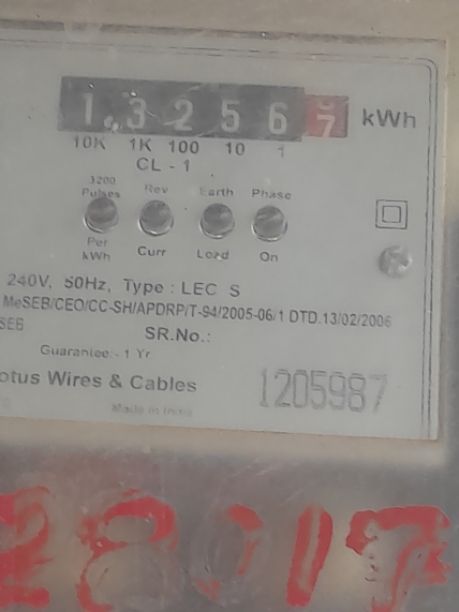 1 3 2 5 6 7 kWh
10K 1K 100 10 1
CL - 1
3200 Pulses Rev Earth Phase
Per kWh Curr Load On
240V, 50Hz, Type : LEC S
MeSEB/CEO/CC-SH/APDRP/T-94/2005-06/1 DTD.13/02/2006
SEB SR.No.:
Guarantee - 1 Yr
otus Wires & Cables 1205987
Made in India